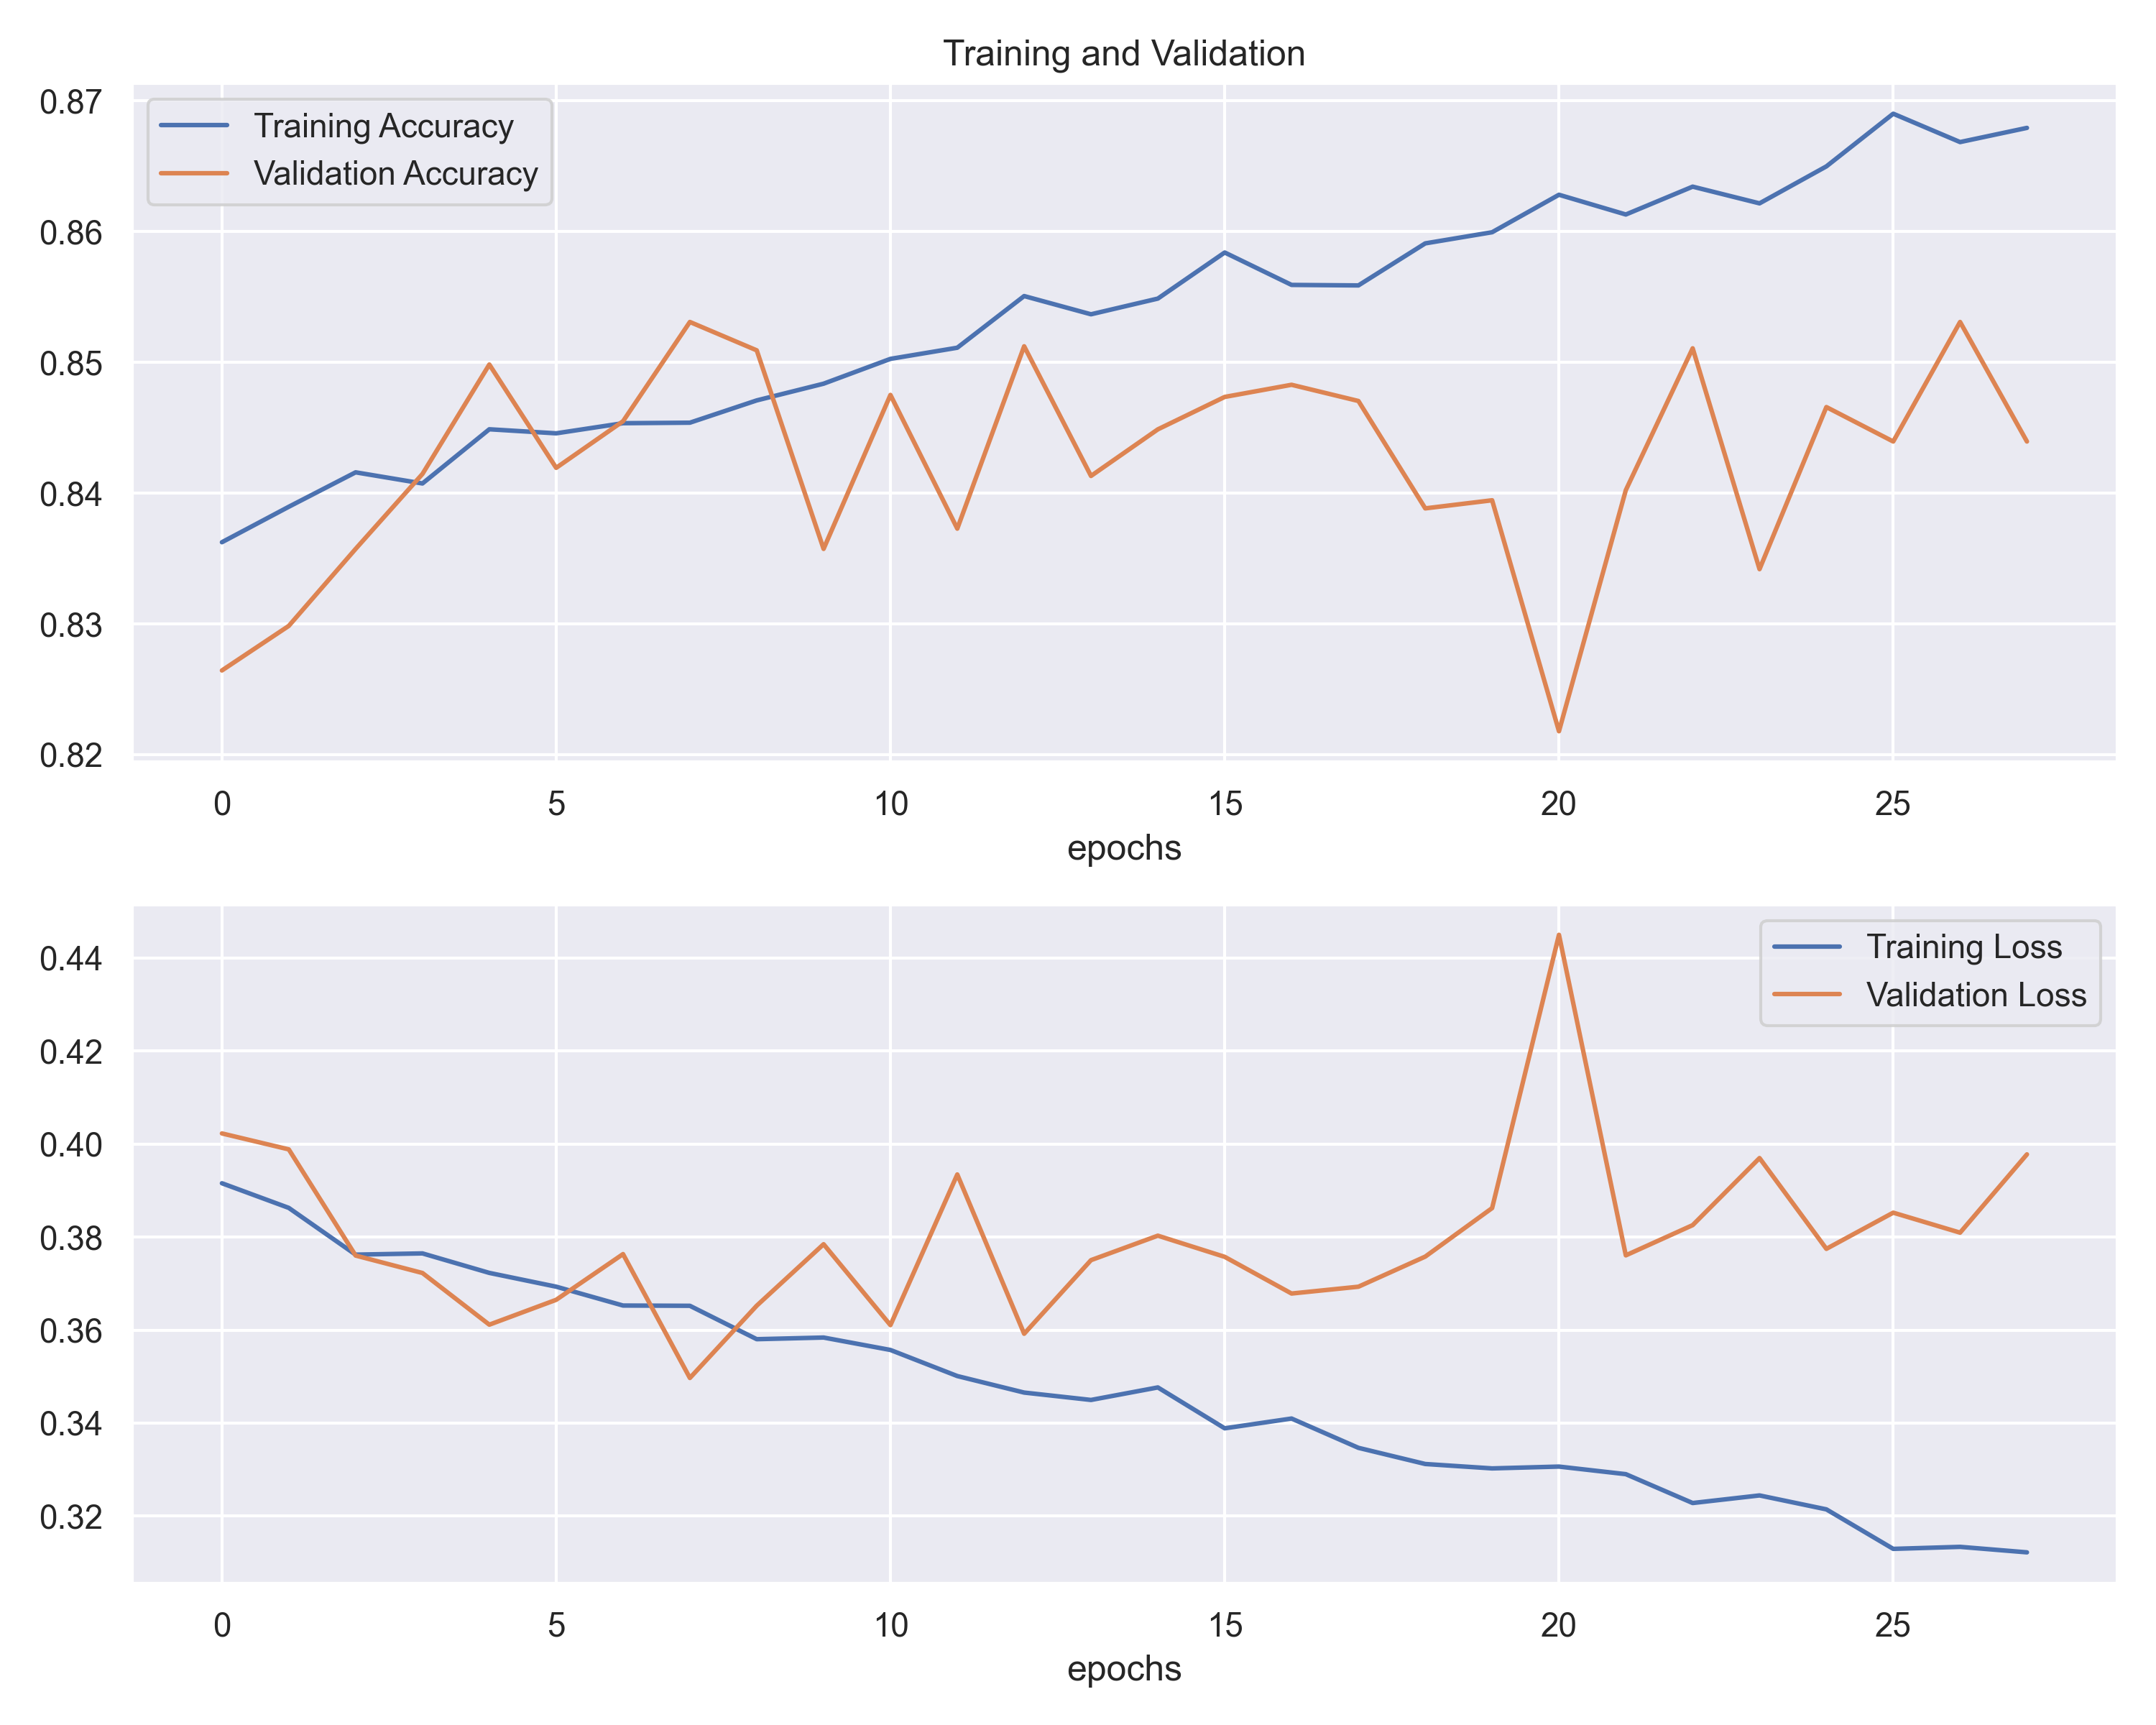 Training and Validation
0.87
0.86
0.85
0.84
0.83
0.82
Training Accuracy
Validation Accuracy
0 5 10 15 20 25
epochs
0.44
0.42
0.40
0.38
0.36
0.34
0.32
Training Loss
Validation Loss
0 5 10 15 20 25
epochs